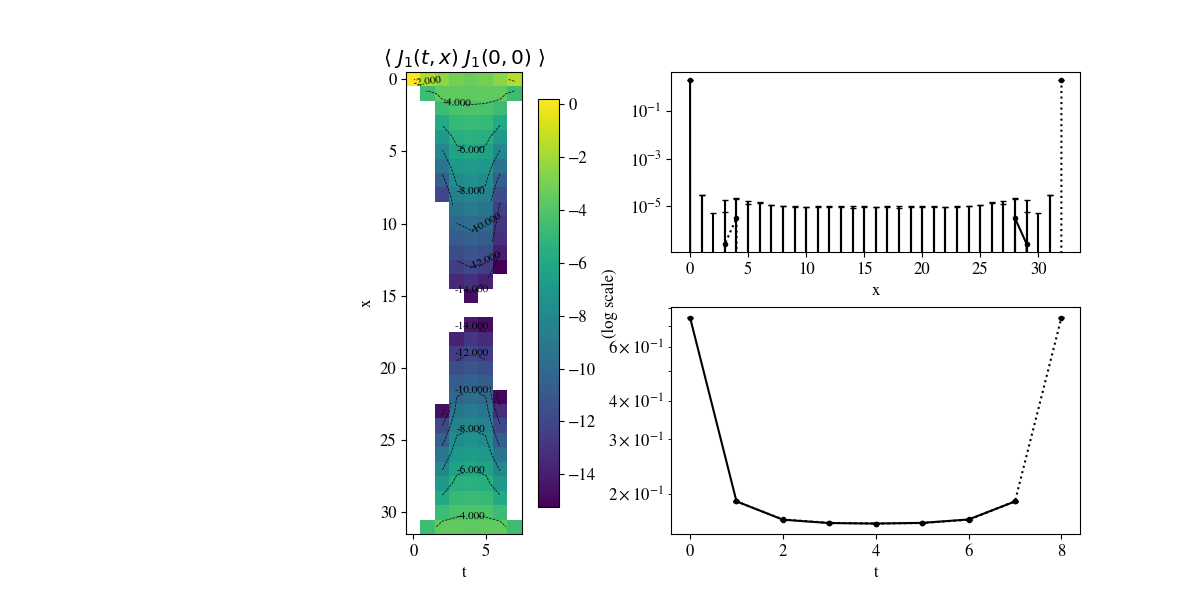 ⟨ J₁(t, x) J₁(0, 0) ⟩
0
5
10
15
20
25
30
x
0 5
t
-2.000
-4.000
-6.000
-8.000
-10.000
-12.000
-14.000
-14.000
-12.000
-10.000
-8.000
-6.000
-4.000
0
−2
−4
−6
−8
−10
−12
−14
(log scale)
10⁻¹
10⁻³
10⁻⁵
0 5 10 15 20 25 30
x
6 × 10⁻¹
4 × 10⁻¹
3 × 10⁻¹
2 × 10⁻¹
0 2 4 6 8
t